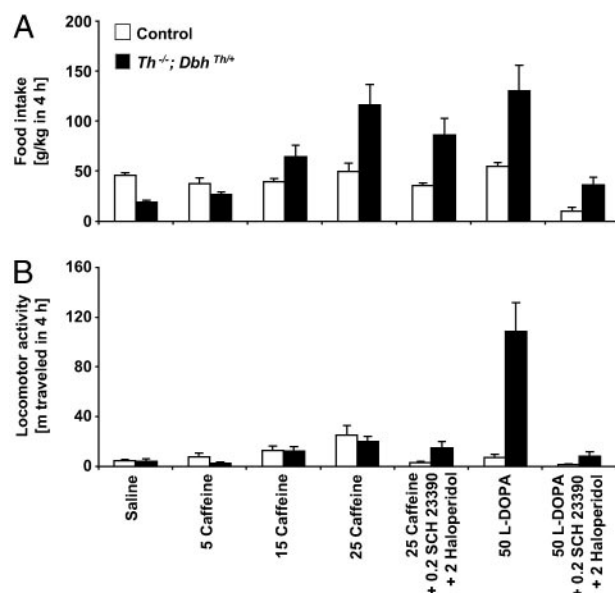 A
Food intake
[g/kg in 4 h]
200
150
100
50
0
Control
Th⁻/⁻; Dbh Th/+
B
Locomotor activity
[m traveled in 4 h]
160
120
80
40
0
Saline
5 Caffeine
15 Caffeine
25 Caffeine
25 Caffeine
+ 0.2 SCH 23390
+ 2 Haloperidol
50 L-DOPA
50 L-DOPA
+ 0.2 SCH 23390
+ 2 Haloperidol